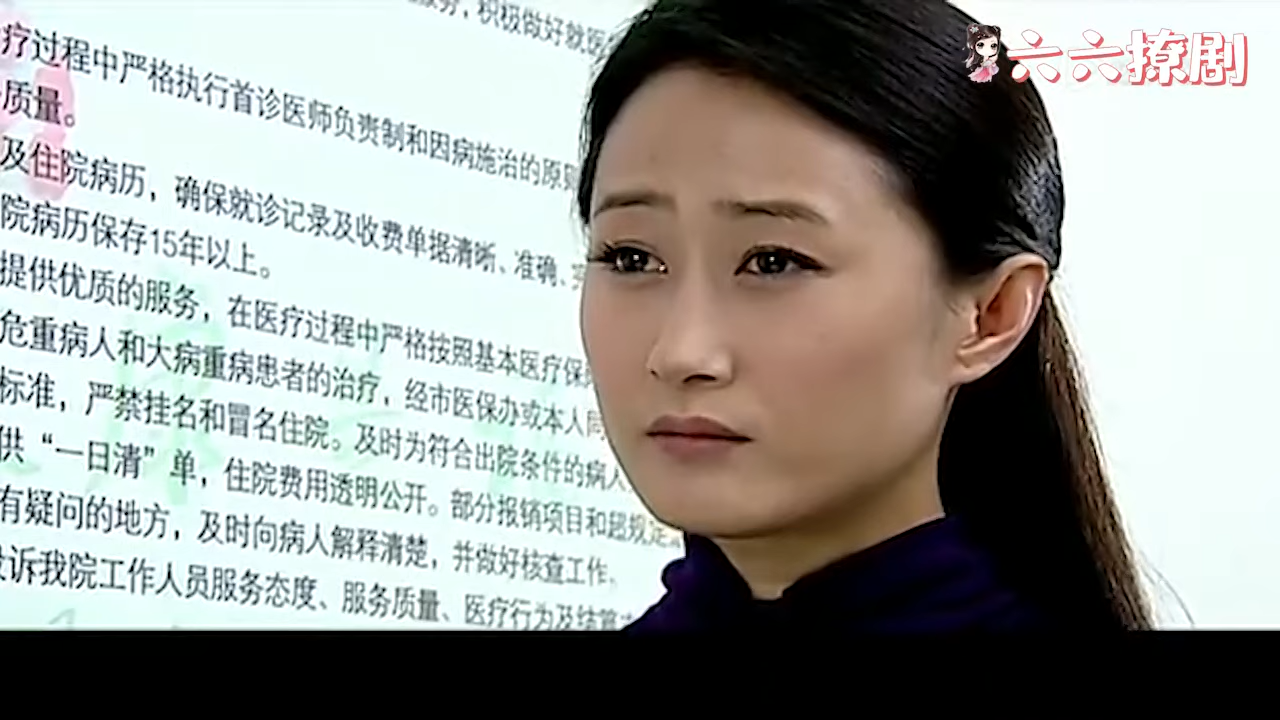 服务，积极做好就医
疗过程中严格执行首诊医师负责制和因病施治的原则
质量。
及住院病历，确保就诊记录及收费单据清晰、准确、
院病历保存15年以上。
提供优质的服务，在医疗过程中严格按照基本医疗保
危重病人和大病重病患者的治疗，经市医保办或本人同
标准，严禁挂名和冒名住院。及时为符合出院条件的病人
供“一日清”单，住院费用透明公开。部分报销项目和超规定
有疑问的地方，及时向病人解释清楚，并做好核查工作、
诉我院工作人员服务态度、服务质量、医疗行为及结算
六六撩剧